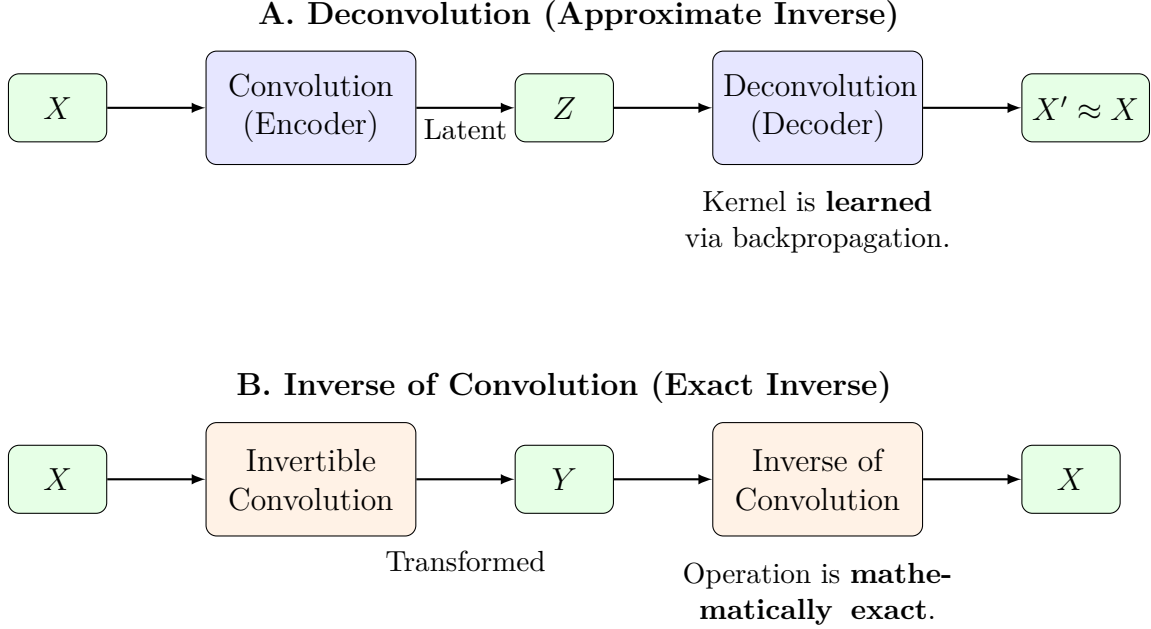 A. Deconvolution (Approximate Inverse)
X
Convolution
(Encoder)
Latent
Z
Deconvolution
(Decoder)
X′ ≈ X
Kernel is learned
via backpropagation.
B. Inverse of Convolution (Exact Inverse)
X
Invertible
Convolution
Transformed
Y
Inverse of
Convolution
X
Operation is mathe-
matically exact.